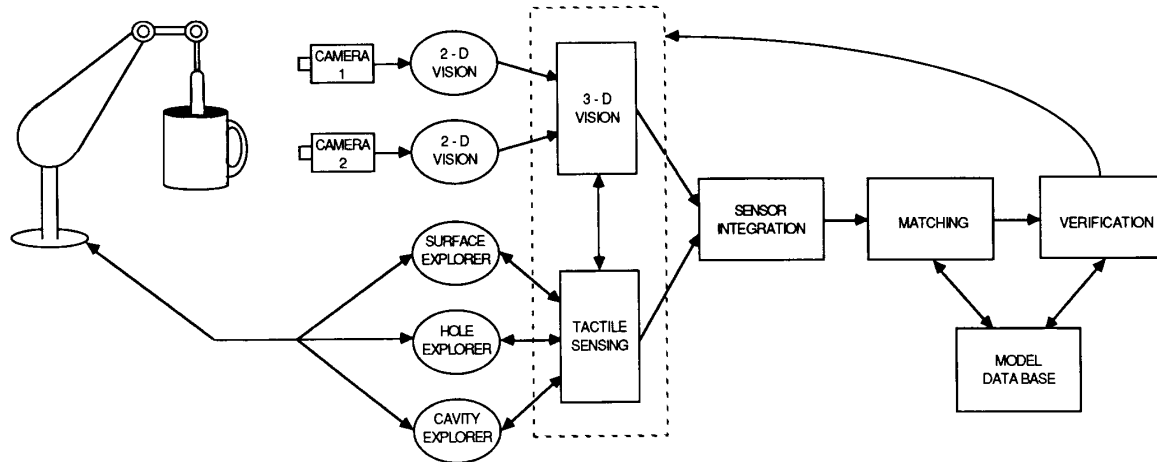 CAMERA
1
2 - D
VISION
3 - D
VISION
CAMERA
2
2 - D
VISION
SENSOR
INTEGRATION
MATCHING
VERIFICATION
SURFACE
EXPLORER
HOLE
EXPLORER
TACTILE
SENSING
CAVITY
EXPLORER
MODEL
DATA BASE